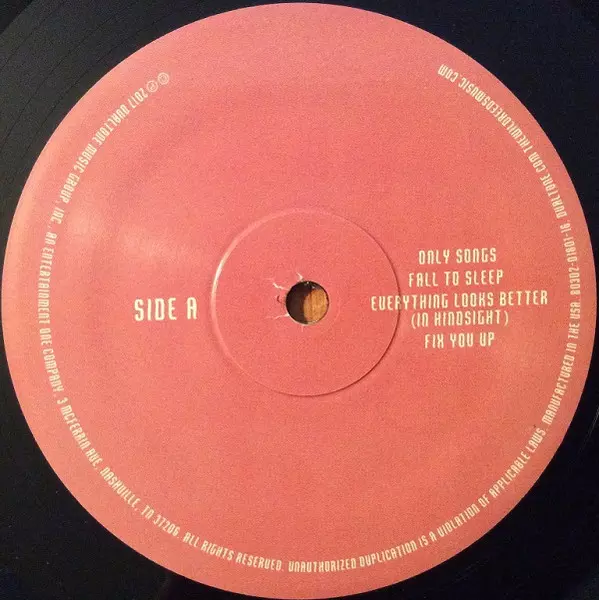 SIDE A
ONLY SONGS
FALL TO SLEEP
EVERYTHING LOOKS BETTER
(IN HINDSIGHT)
FIX YOU UP
℗ © 2017 DUALTONE MUSIC GROUP, INC. AN ENTERTAINMENT ONE COMPANY. 3 MCFERRIN AVE. NASHVILLE, TN 37206. ALL RIGHTS RESERVED. UNAUTHORIZED DUPLICATION IS A VIOLATION OF APPLICABLE LAWS. MANUFACTURED IN THE USA. 80302-01801-14 DUALTONE.COM THEWILDREEDSMUSIC.COM